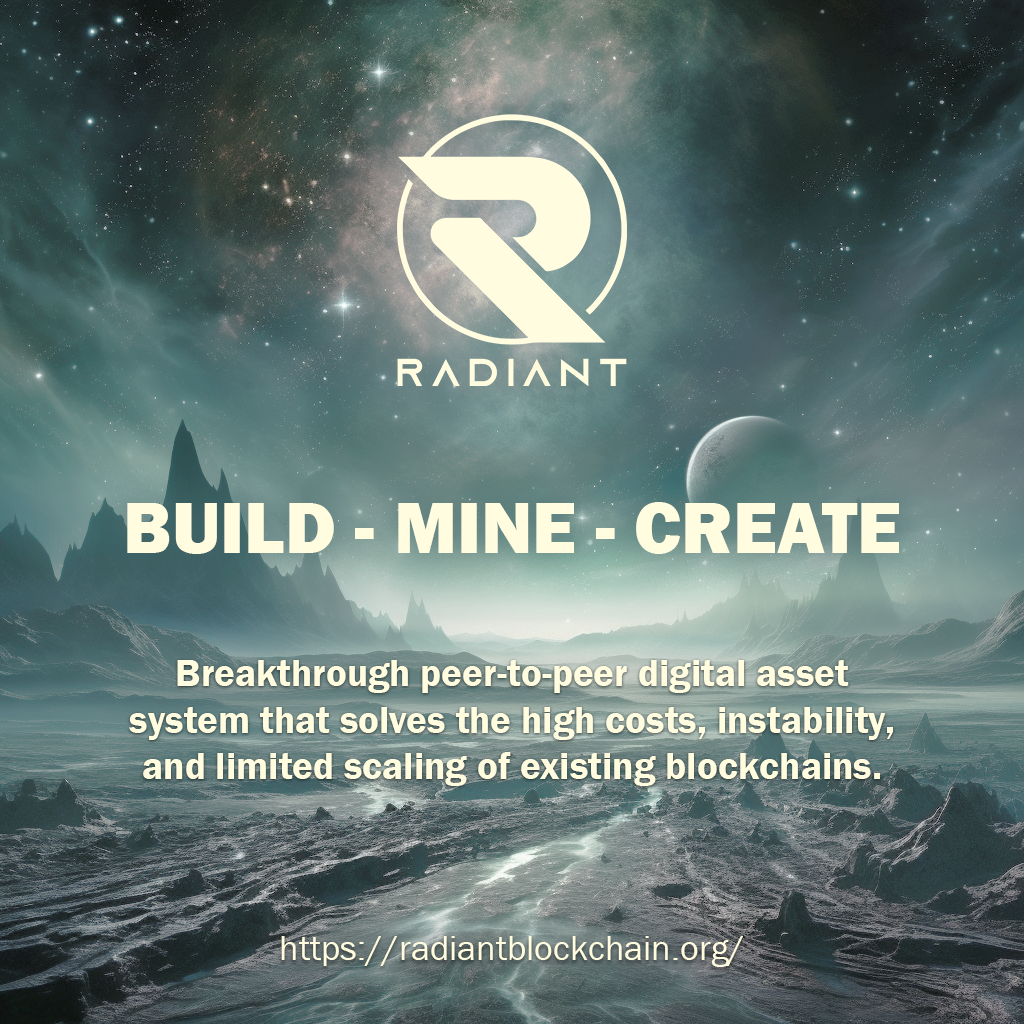 RADIANT
BUILD - MINE - CREATE
Breakthrough peer-to-peer digital asset
system that solves the high costs, instability,
and limited scaling of existing blockchains.
https://radiantblockchain.org/